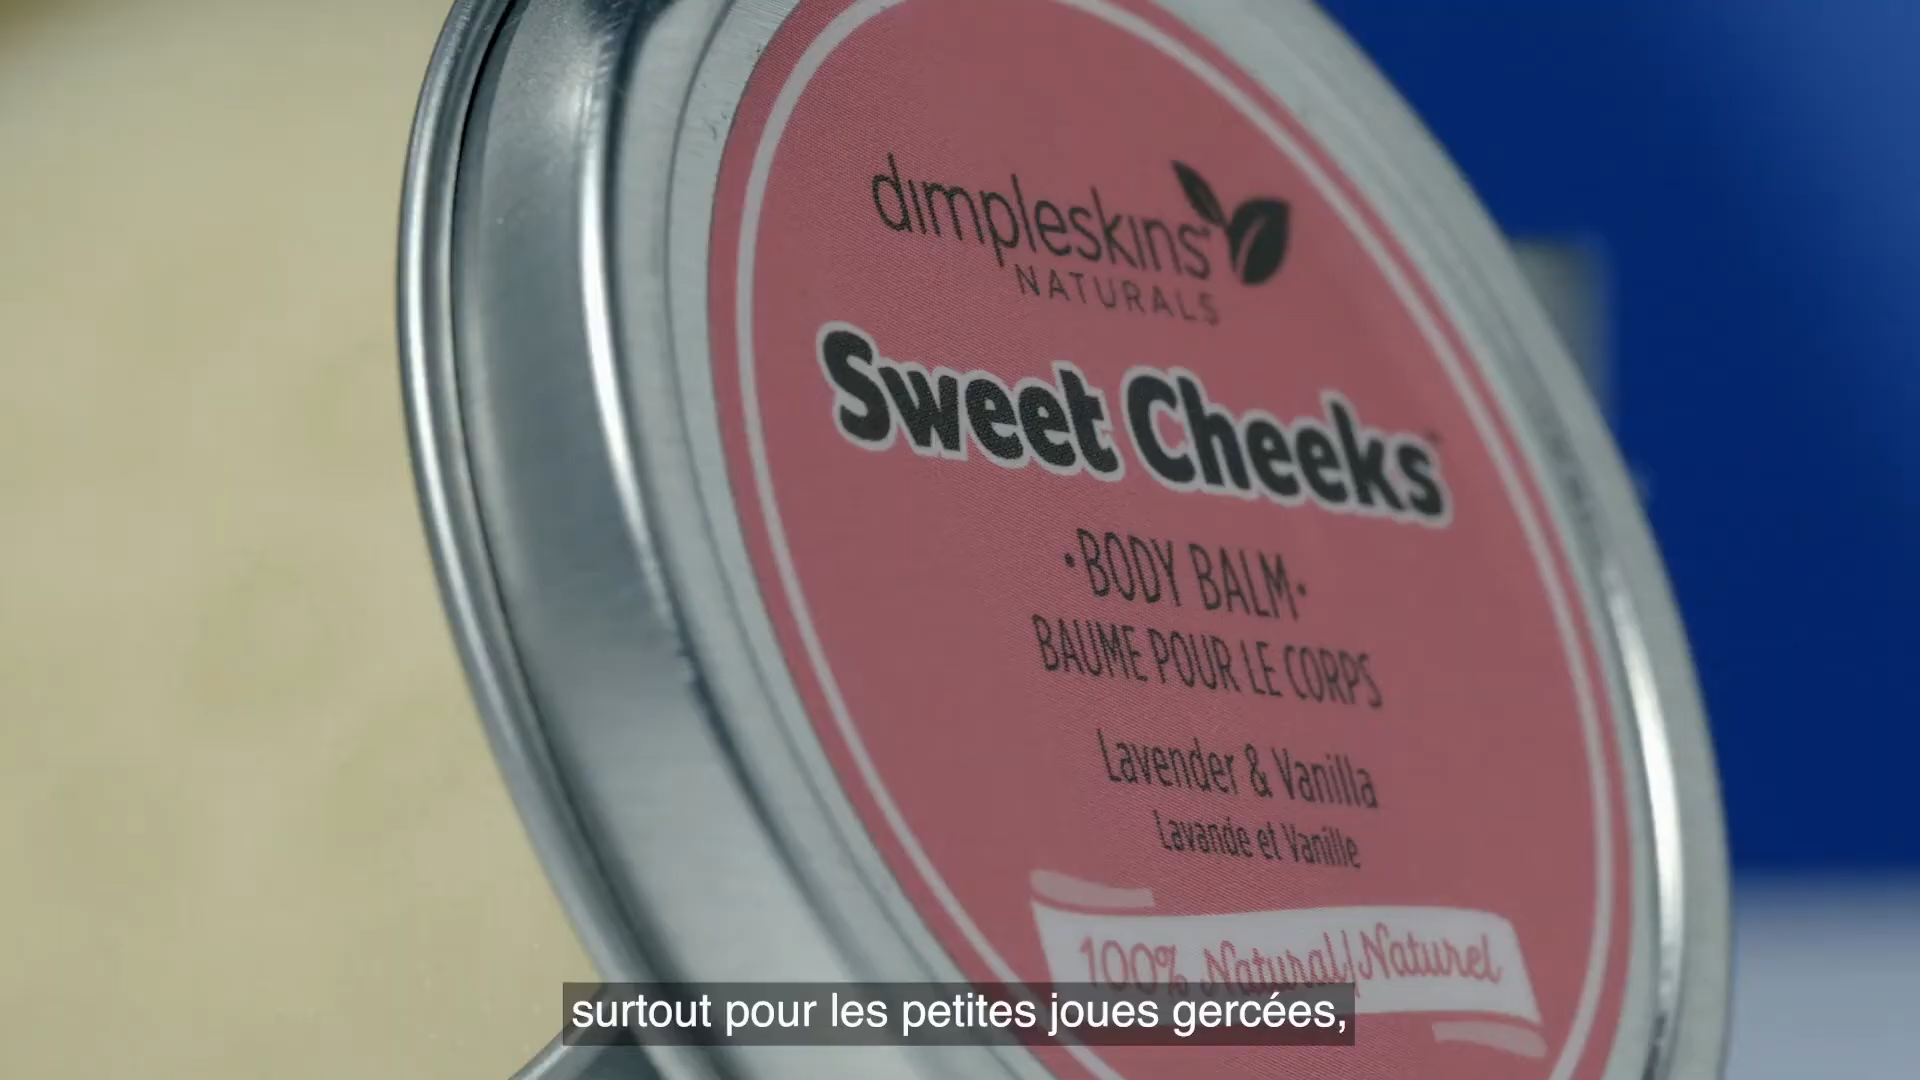 dimpleskins
NATURALS
Sweet Cheeks™
·BODY BALM·
BAUME POUR LE CORPS
Lavender & Vanilla
Lavande et Vanille
100% Natural|Naturel
surtout pour les petites joues gercées,